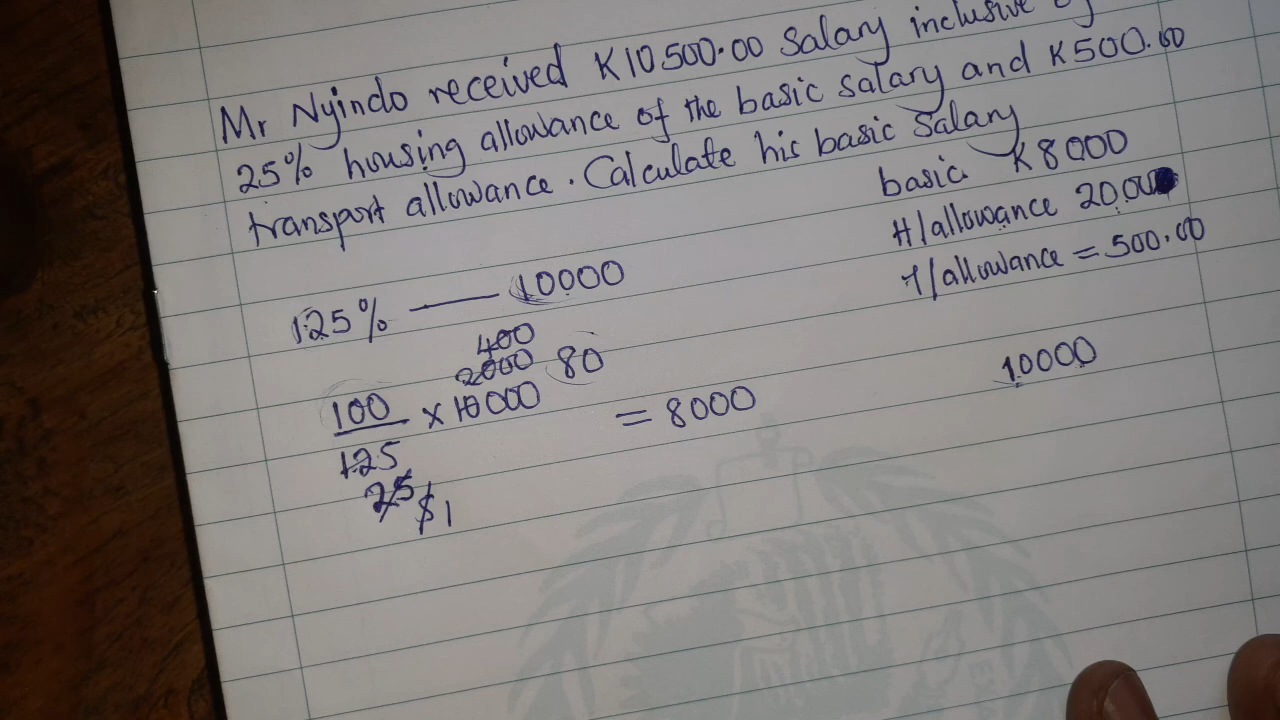 Mr Nyindo received K10500.00 Salary inclusive of
25% housing allowance of the basic salary and K500.00
transport allowance. Calculate his basic Salary
basic K8000
H/allowance 2000
T/allowance = 500.00
125% — 10000
400
2000 80
100 x 10000 = 8000
125
25 5 1
10000